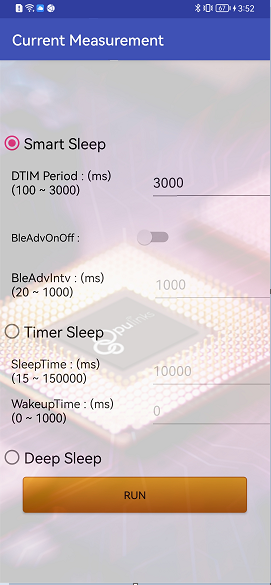 67 3:52
Current Measurement
Smart Sleep
DTIM Period : (ms)
(100 ~ 3000)
3000
BleAdvOnOff :
BleAdvIntv : (ms)
(20 ~ 1000)
1000
Timer Sleep
SleepTime : (ms)
(15 ~ 150000)
10000
WakeupTime : (ms)
(0 ~ 1000)
0
Deep Sleep
RUN